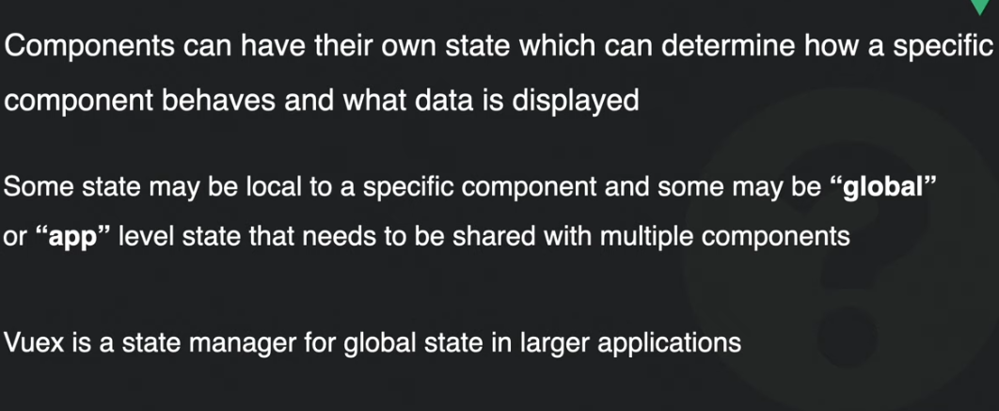 Components can have their own state which can determine how a specific
component behaves and what data is displayed
Some state may be local to a specific component and some may be “global”
or “app” level state that needs to be shared with multiple components
Vuex is a state manager for global state in larger applications